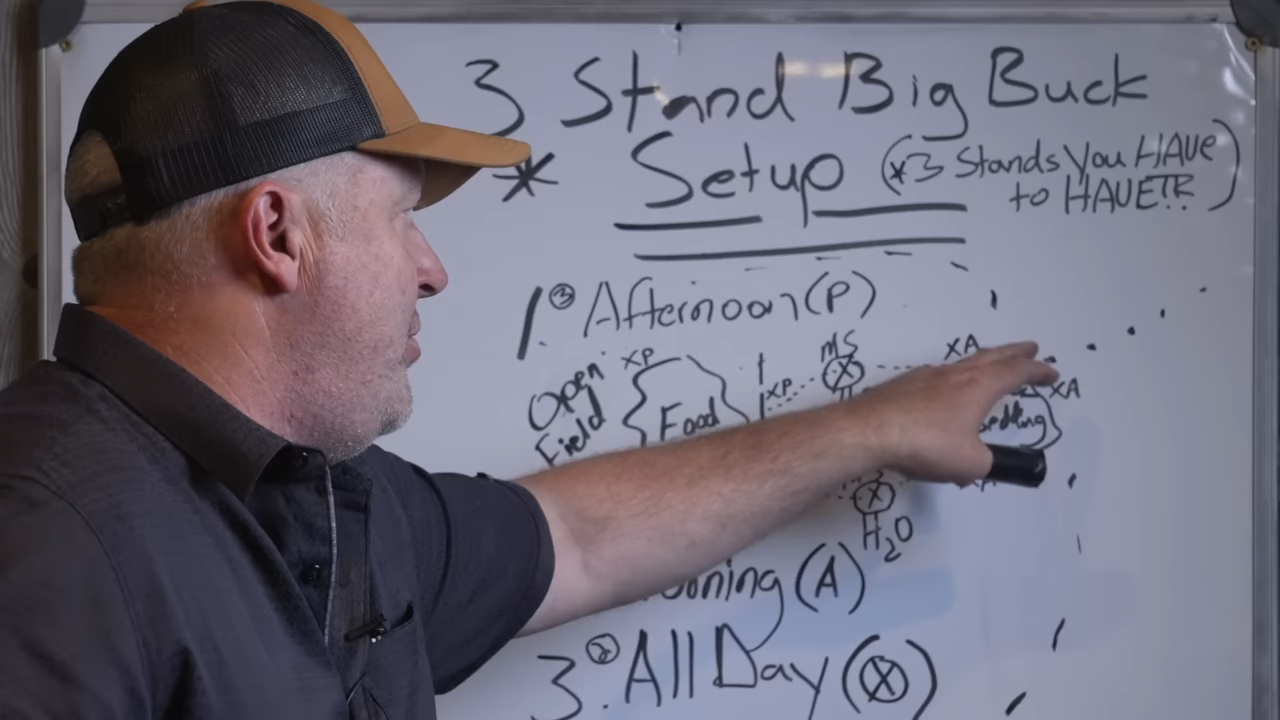 3 Stand Big Buck
* Setup (*3 Stands You HAVE
to HAVE!?)
1. ③ Afternoon (P)
Open
Field
XP
Food
XP
MS
Ⓧ
XA
XA
Ⓧ
H₂O
(A)
3. ② All Day (Ⓧ)